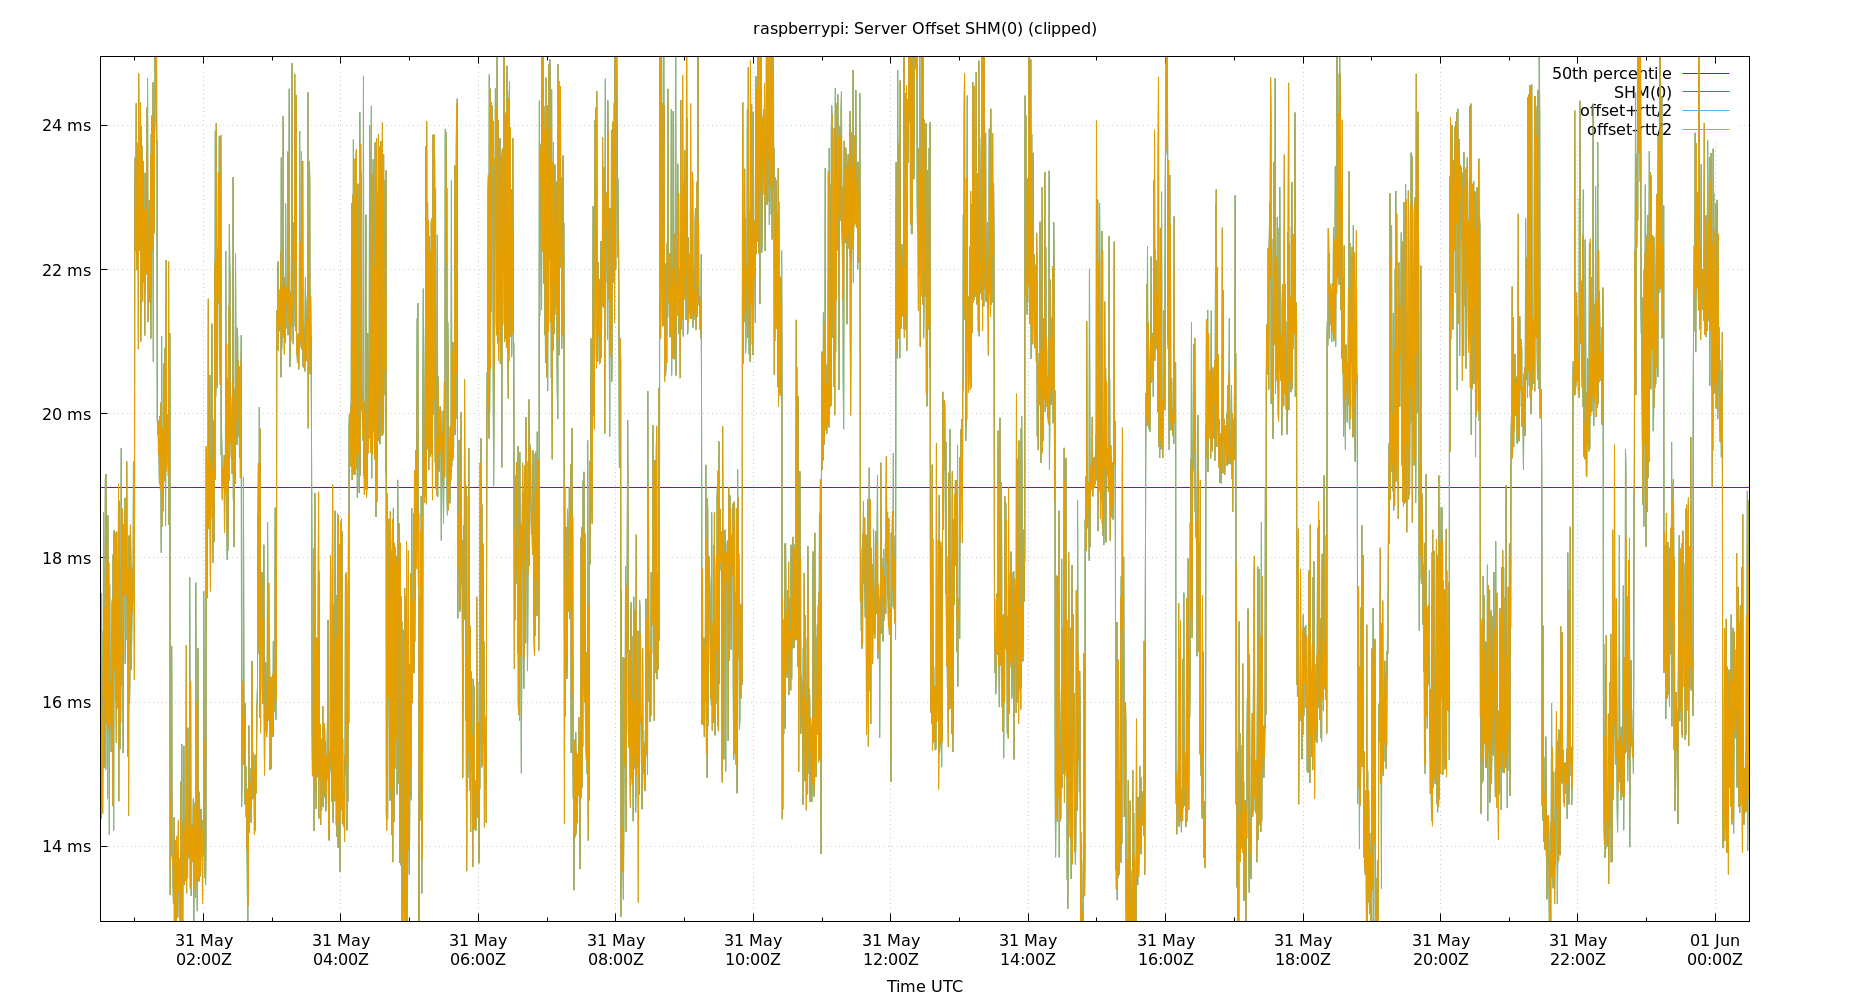 raspberrypi: Server Offset SHM(0) (clipped)
50th percentile
SHM(0)
offset+rtt/2
offset-rtt/2
24 ms
22 ms
20 ms
18 ms
16 ms
14 ms
31 May 31 May 31 May 31 May 31 May 31 May 31 May 31 May 31 May 31 May 31 May 01 Jun
02:00Z 04:00Z 06:00Z 08:00Z 10:00Z 12:00Z 14:00Z 16:00Z 18:00Z 20:00Z 22:00Z 00:00Z
Time UTC